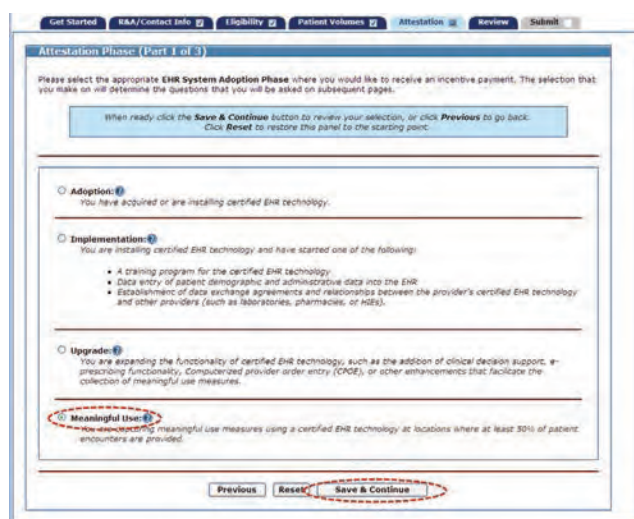 Get Started R&A/Contact Info Eligibility Patient Volumes Attestation Review Submit
Attestation Phase (Part 1 of 3)
Please select the appropriate EHR System Adoption Phase where you would like to receive an incentive payment. The selection that
you make on will determine the questions that you will be asked on subsequent pages.
When ready click the Save & Continue button to review your selection, or click Previous to go back.
Click Reset to restore this panel to the starting point.
Adoption:
You have acquired or are installing certified EHR technology.
Implementation:
You are installing certified EHR technology and have started one of the following:
• A training program for the certified EHR technology
• Data entry of patient demographic and administrative data into the EHR
• Establishment of data exchange agreements and relationships between the provider's certified EHR technology
and other providers (such as laboratories, pharmacies, or HIEs).
Upgrade:
You are expanding the functionality of certified EHR technology, such as the addition of clinical decision support, e-
prescribing functionality, Computerized provider order entry (CPOE), or other enhancements that facilitate the
collection of meaningful use measures.
Meaningful Use:
You are capturing meaningful use measures using a certified EHR technology at locations where at least 50% of patient
encounters are provided.
Previous Reset Save & Continue